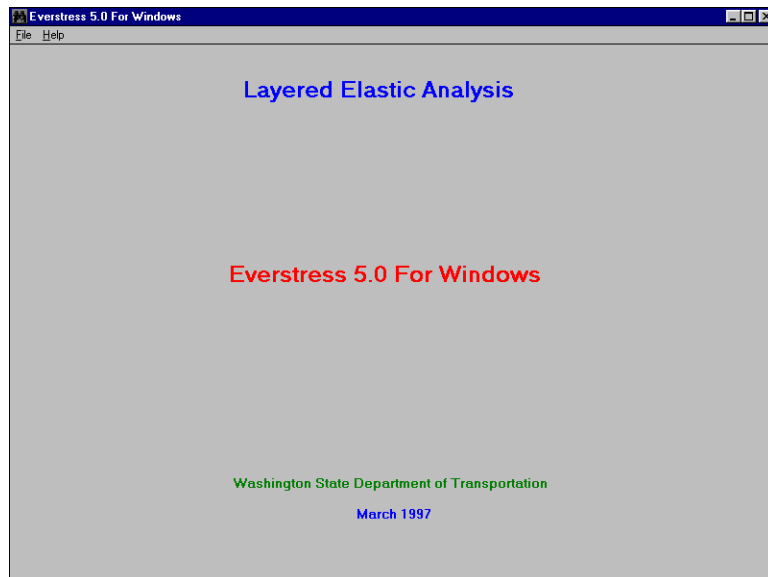 Everstress 5.0 For Windows
File Help
Layered Elastic Analysis
Everstress 5.0 For Windows
Washington State Department of Transportation
March 1997